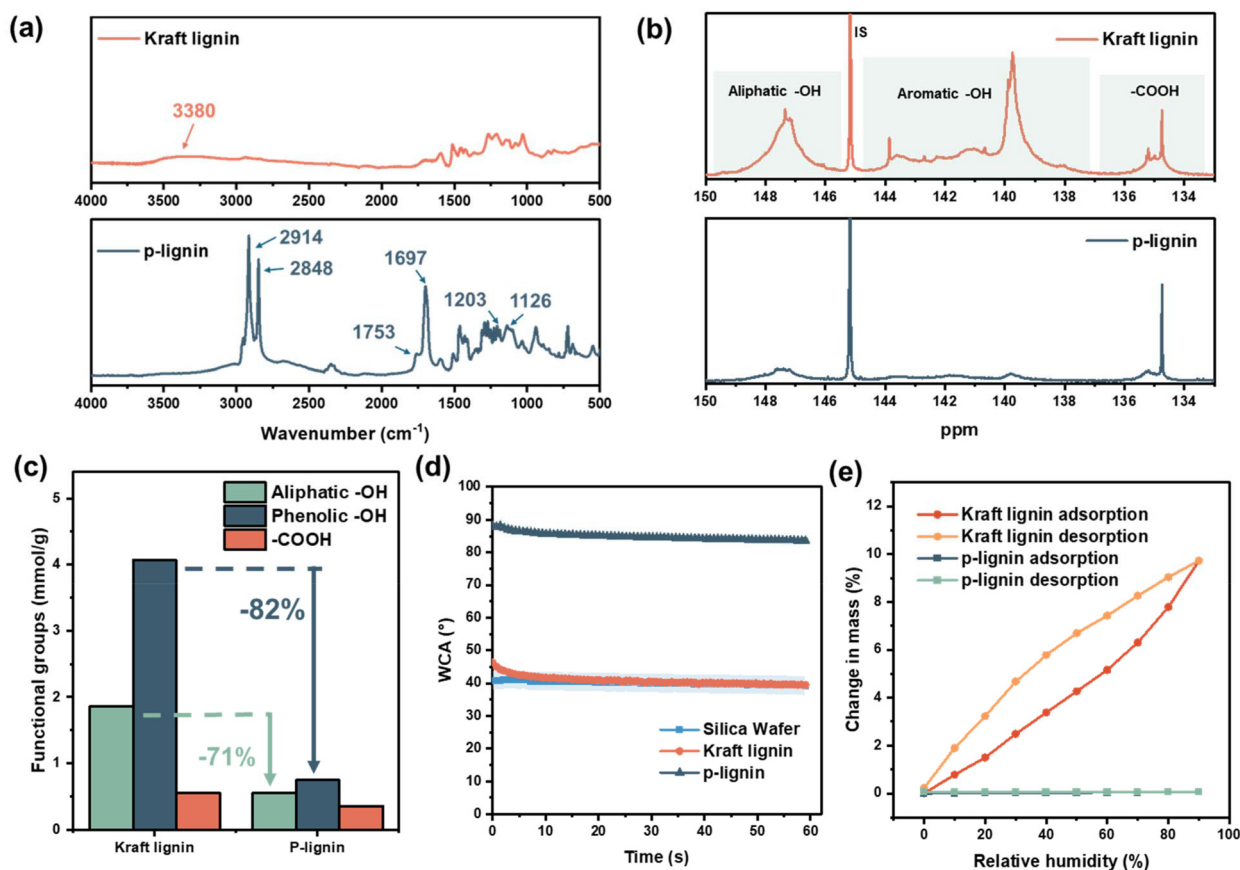 (a)
Kraft lignin
3380
4000 3500 3000 2500 2000 1500 1000 500
p-lignin
2914
2848
1697
1753
1203
1126
4000 3500 3000 2500 2000 1500 1000 500
Wavenumber (cm⁻¹)
(b)
IS
Kraft lignin
Aliphatic -OH
Aromatic -OH
-COOH
150 148 146 144 142 140 138 136 134
p-lignin
150 148 146 144 142 140 138 136 134
ppm
(c)
Functional groups (mmol/g)
5
4
3
2
1
0
Aliphatic -OH
Phenolic -OH
-COOH
-82%
-71%
Kraft lignin P-lignin
(d)
WCA (°)
100
90
80
70
60
50
40
30
20
10
0
Silica Wafer
Kraft lignin
p-lignin
0 10 20 30 40 50 60
Time (s)
(e)
Change in mass (%)
12
10
8
6
4
2
0
Kraft lignin adsorption
Kraft lignin desorption
p-lignin adsorption
p-lignin desorption
0 20 40 60 80 100
Relative humidity (%)